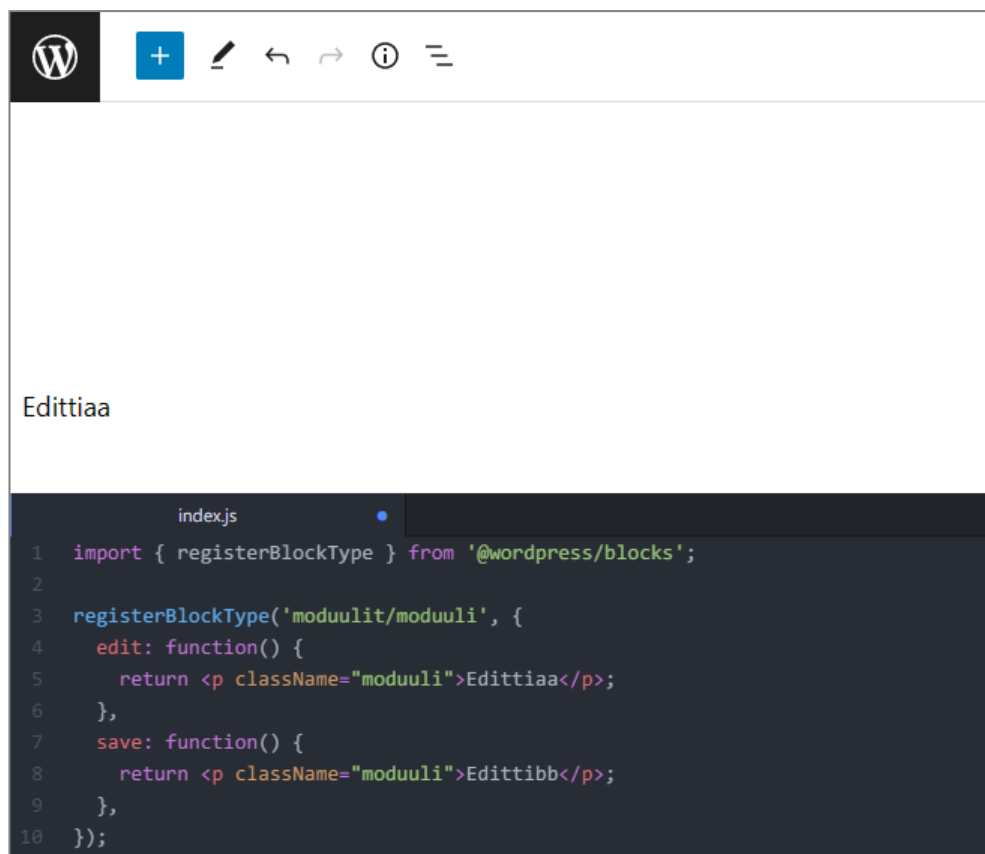 Edittiaa
index.js
1 import { registerBlockType } from '@wordpress/blocks';
2
3 registerBlockType('moduulit/moduuli', {
4   edit: function() {
5     return <p className="moduuli">Edittiaa</p>;
6   },
7   save: function() {
8     return <p className="moduuli">Edittibb</p>;
9   },
10 });